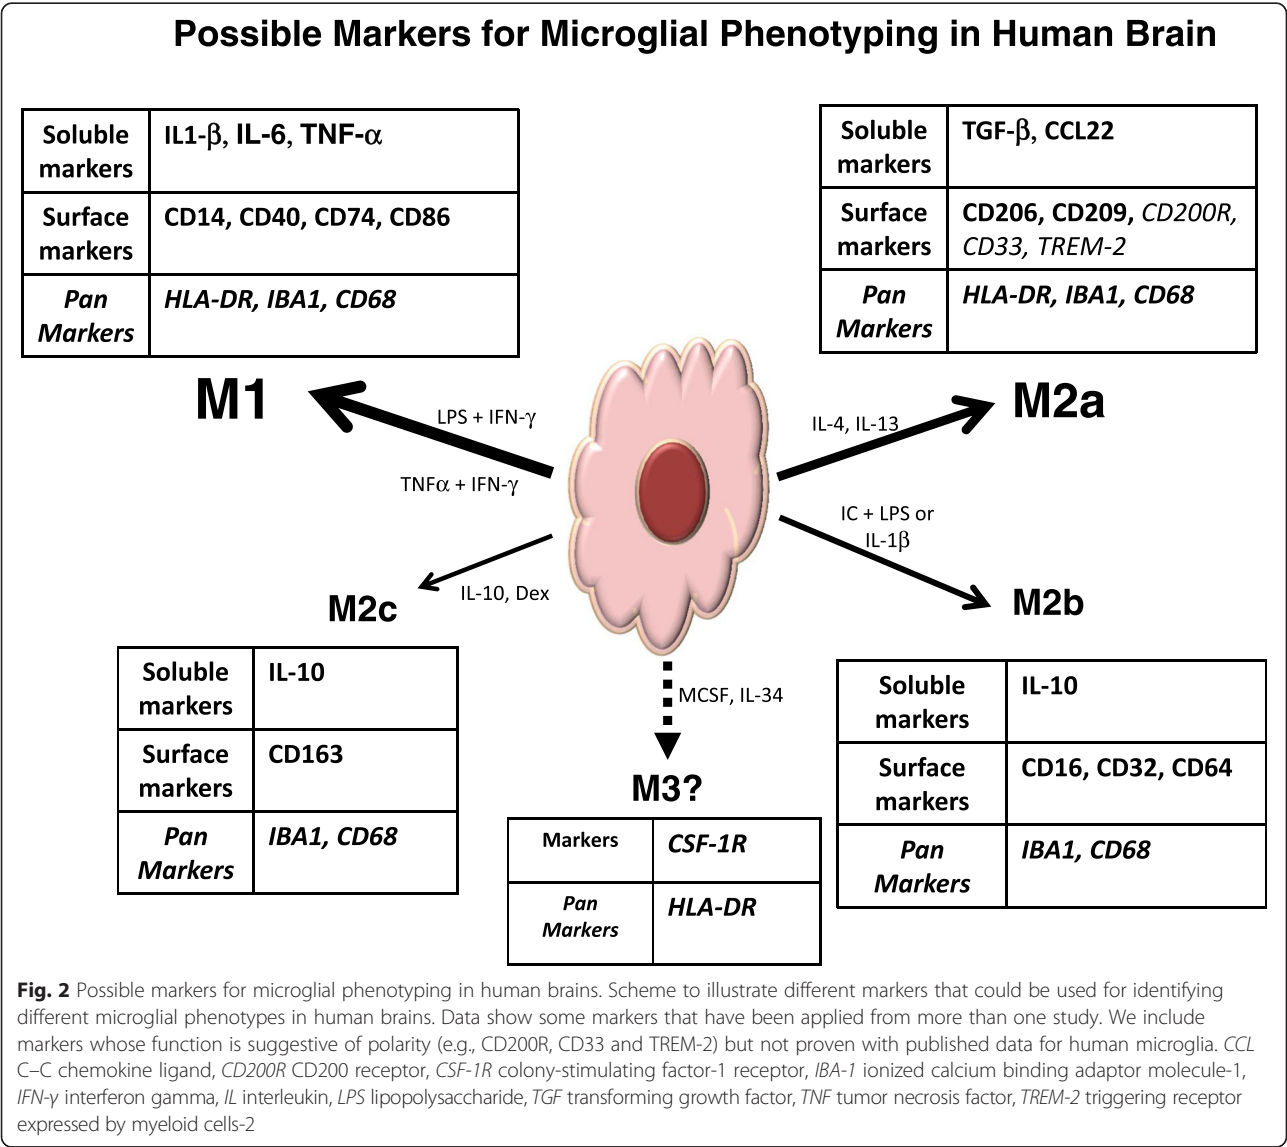 Possible Markers for Microglial Phenotyping in Human Brain
Soluble
markers
IL1-β, IL-6, TNF-α
Surface
markers
CD14, CD40, CD74, CD86
Pan
Markers
HLA-DR, IBA1, CD68
M1
Soluble
markers
TGF-β, CCL22
Surface
markers
CD206, CD209, CD200R,
CD33, TREM-2
Pan
Markers
HLA-DR, IBA1, CD68
M2a
LPS + IFN-γ
TNFα + IFN-γ
IL-4, IL-13
IC + LPS or
IL-1β
IL-10, Dex
MCSF, IL-34
M2c
Soluble
markers
IL-10
Surface
markers
CD163
Pan
Markers
IBA1, CD68
M3?
Markers
CSF-1R
Pan
Markers
HLA-DR
M2b
Soluble
markers
IL-10
Surface
markers
CD16, CD32, CD64
Pan
Markers
IBA1, CD68
Fig. 2 Possible markers for microglial phenotyping in human brains. Scheme to illustrate different markers that could be used for identifying
different microglial phenotypes in human brains. Data show some markers that have been applied from more than one study. We include
markers whose function is suggestive of polarity (e.g., CD200R, CD33 and TREM-2) but not proven with published data for human microglia. CCL
C–C chemokine ligand, CD200R CD200 receptor, CSF-1R colony-stimulating factor-1 receptor, IBA-1 ionized calcium binding adaptor molecule-1,
IFN-γ interferon gamma, IL interleukin, LPS lipopolysaccharide, TGF transforming growth factor, TNF tumor necrosis factor, TREM-2 triggering receptor
expressed by myeloid cells-2